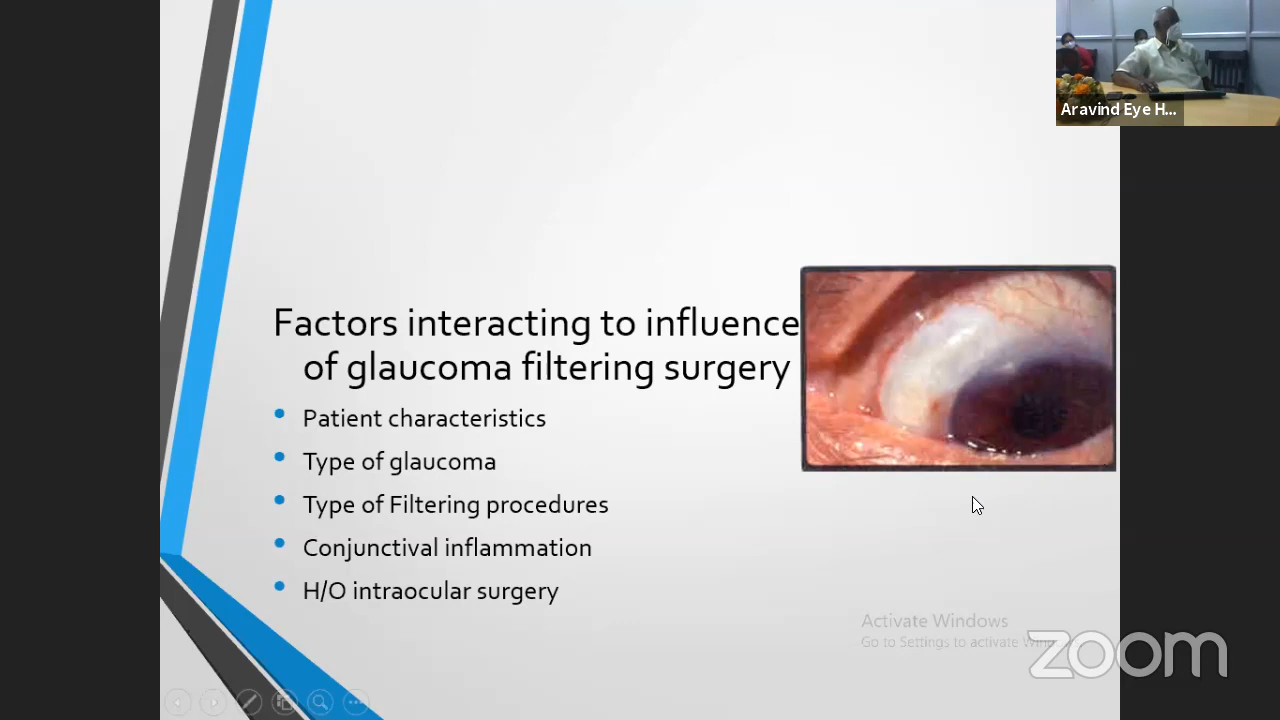 Aravind Eye H...
Factors interacting to influence
of glaucoma filtering surgery
• Patient characteristics
• Type of glaucoma
• Type of Filtering procedures
• Conjunctival inflammation
• H/O intraocular surgery
Activate Windows
Go to Settings to activate
zoom